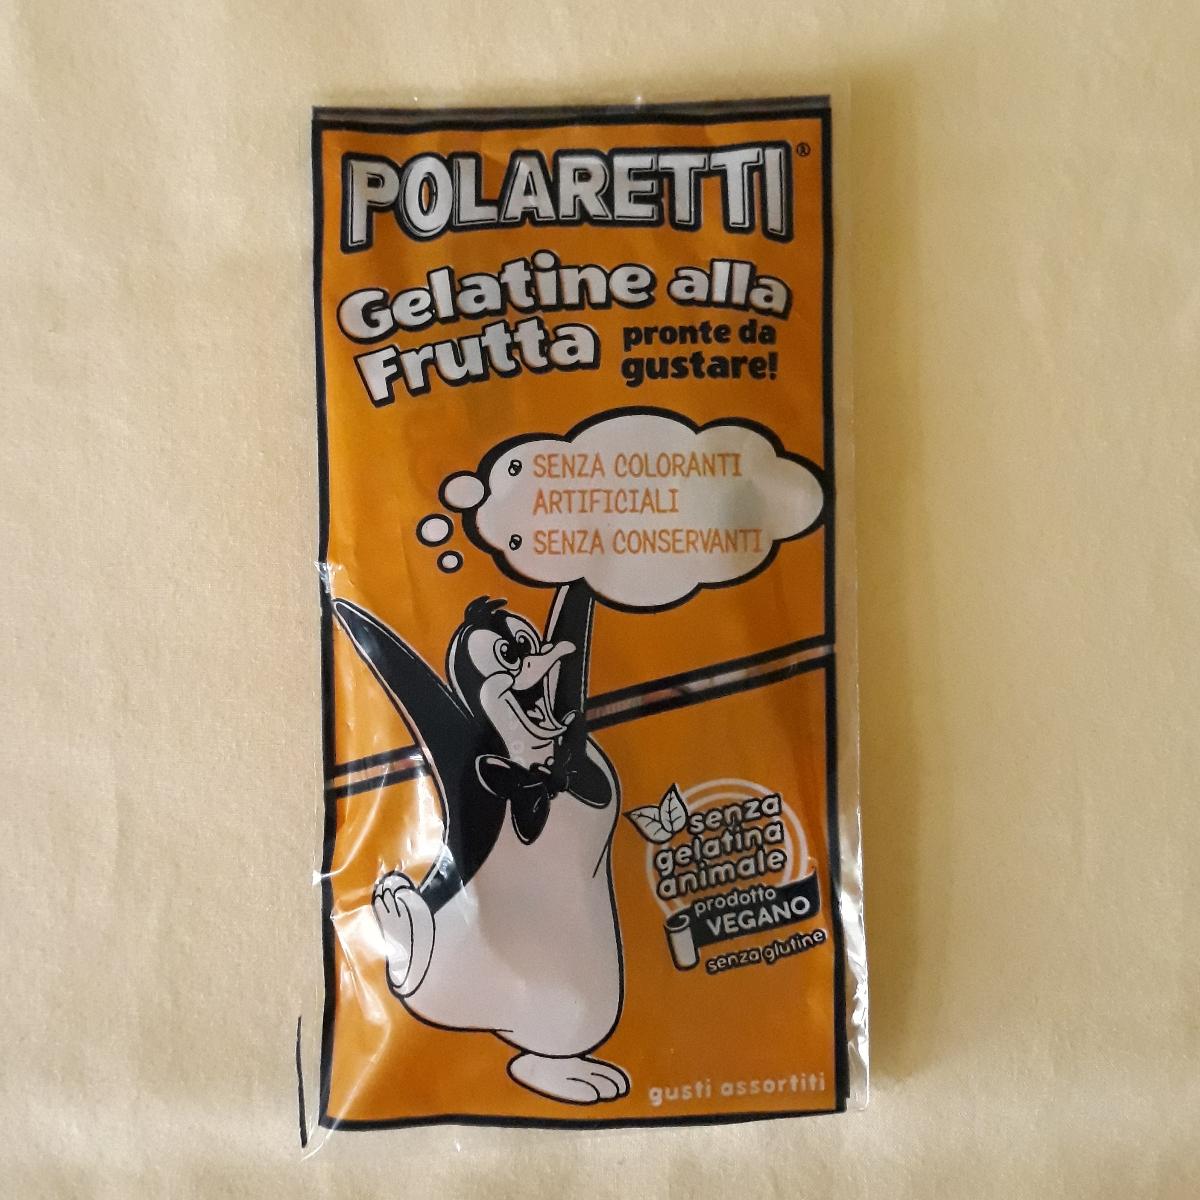 POLARETTI®
Gelatine alla
Frutta
pronte da
gustare!
SENZA COLORANTI
ARTIFICIALI
SENZA CONSERVANTI
senza
gelatina
animale
prodotto
VEGANO
senza glutine
gusti assortiti